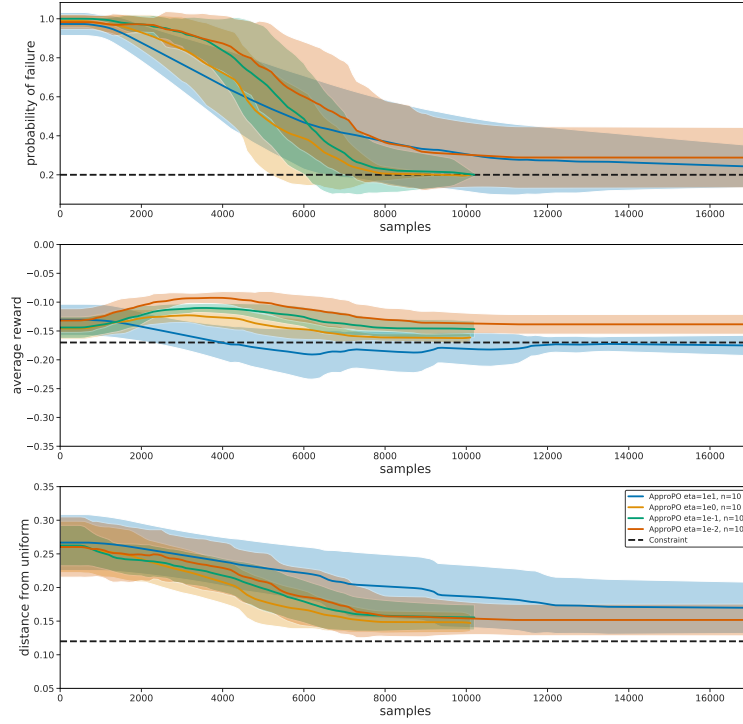 1.0
0.8
0.6
0.4
0.2
probability of failure
0 2000 4000 6000 8000 10000 12000 14000 16000
samples
0.00
−0.05
−0.10
−0.15
−0.20
−0.25
−0.30
−0.35
average reward
0 2000 4000 6000 8000 10000 12000 14000 16000
samples
0.35
0.30
0.25
0.20
0.15
0.10
0.05
distance from uniform
ApproPO eta=1e1, n=10
ApproPO eta=1e0, n=10
ApproPO eta=1e-1, n=10
ApproPO eta=1e-2, n=10
Constraint
0 2000 4000 6000 8000 10000 12000 14000 16000
samples